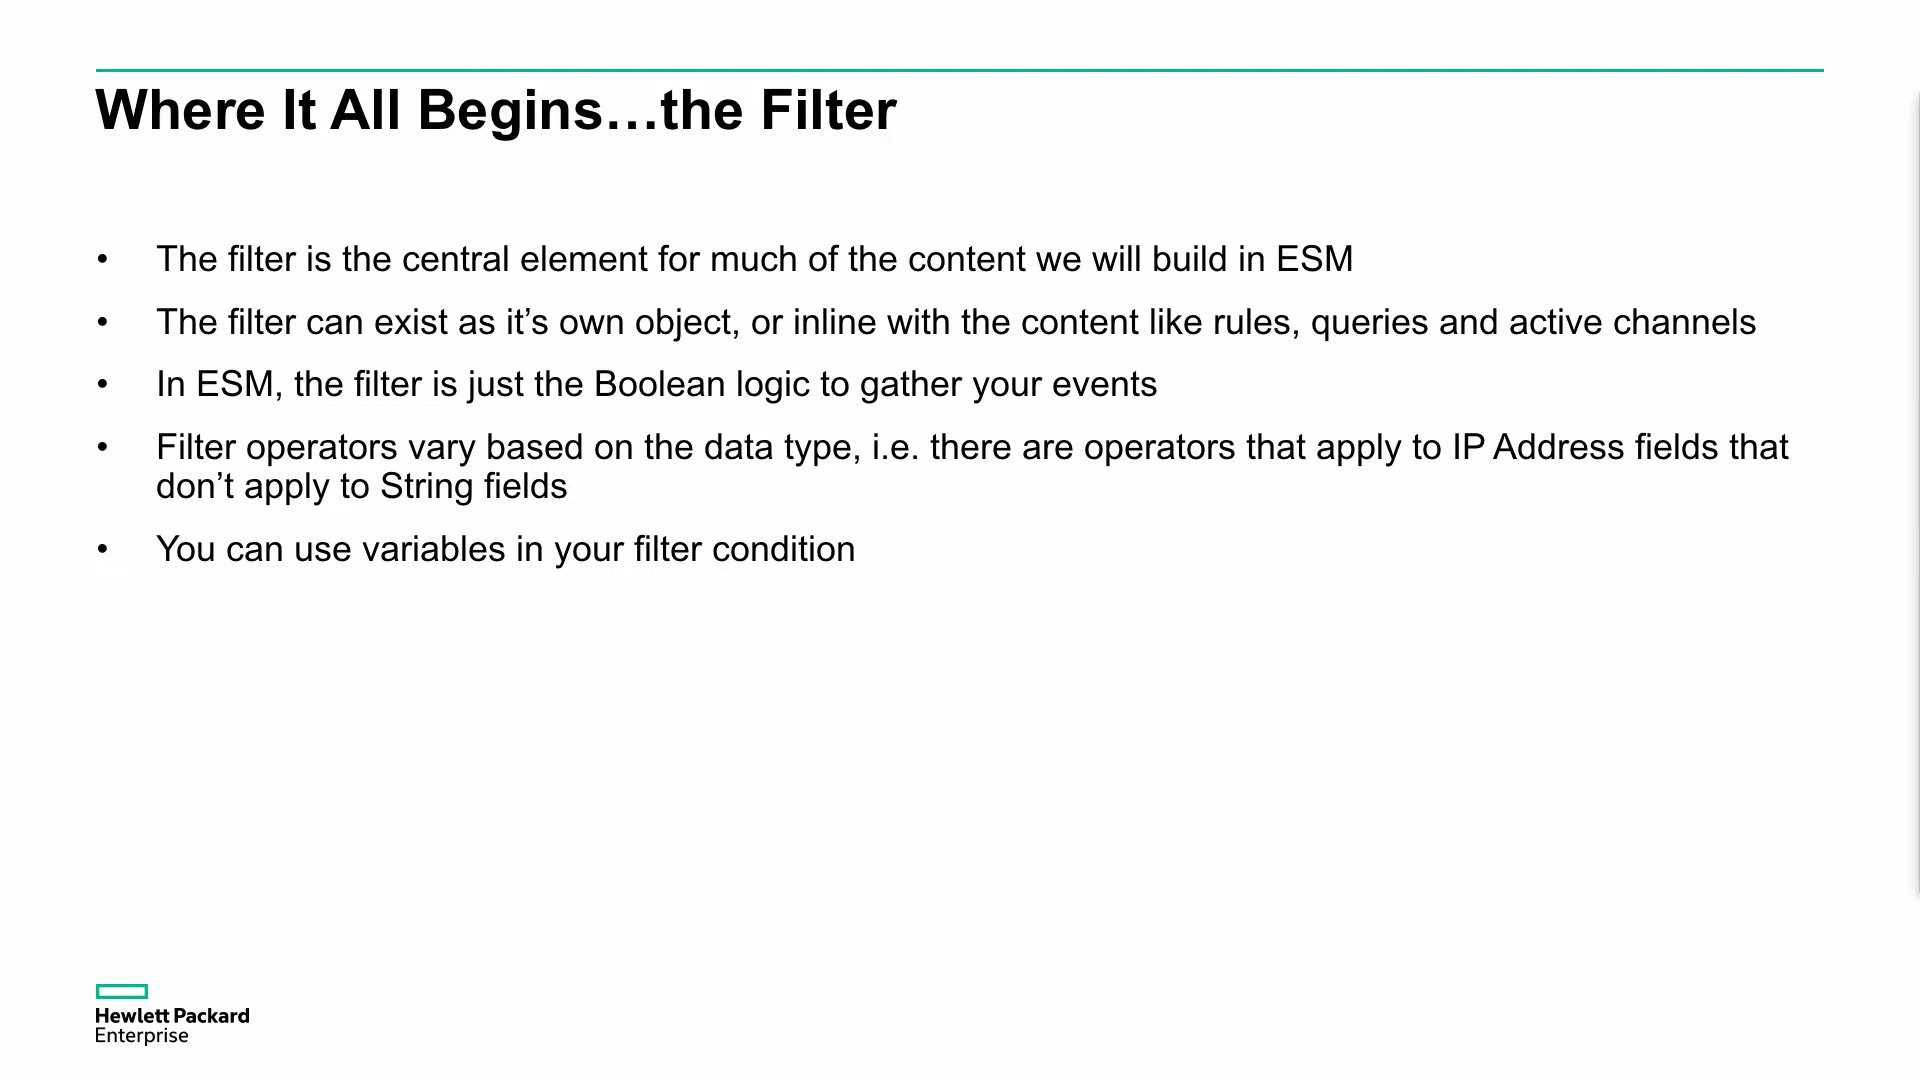 Where It All Begins…the Filter
• The filter is the central element for much of the content we will build in ESM
• The filter can exist as it’s own object, or inline with the content like rules, queries and active channels
• In ESM, the filter is just the Boolean logic to gather your events
• Filter operators vary based on the data type, i.e. there are operators that apply to IP Address fields that
don’t apply to String fields
• You can use variables in your filter condition
Hewlett Packard
Enterprise